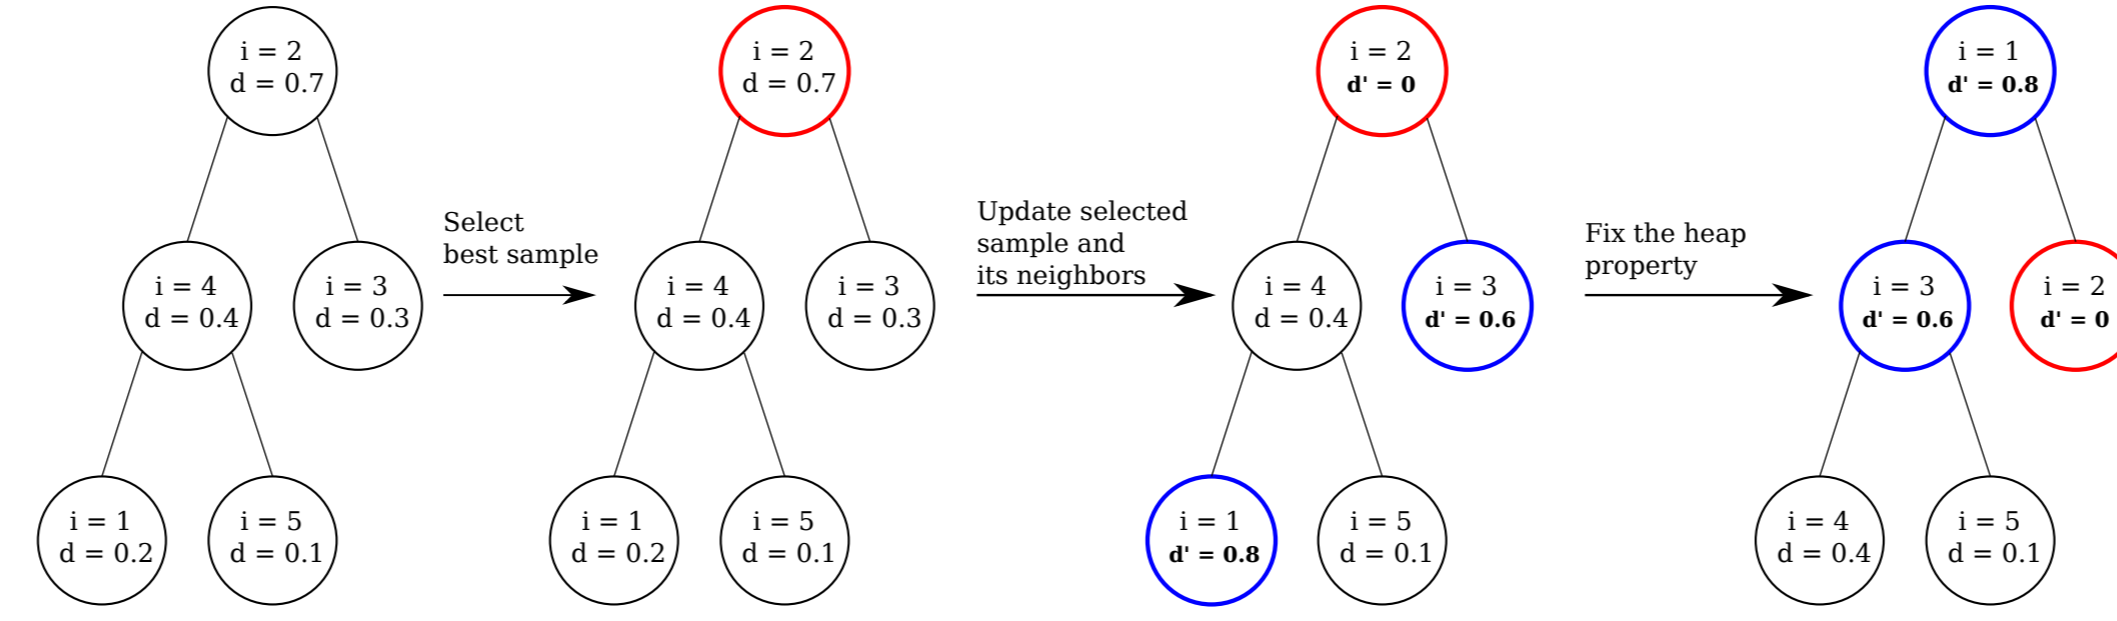 i = 2
d = 0.7
i = 4
d = 0.4
i = 3
d = 0.3
i = 1
d = 0.2
i = 5
d = 0.1
Select
best sample
i = 2
d = 0.7
i = 4
d = 0.4
i = 3
d = 0.3
i = 1
d = 0.2
i = 5
d = 0.1
Update selected
sample and
its neighbors
i = 2
d' = 0
i = 4
d = 0.4
i = 3
d' = 0.6
i = 1
d' = 0.8
i = 5
d = 0.1
Fix the heap
property
i = 1
d' = 0.8
i = 3
d' = 0.6
i = 2
d' = 0
i = 4
d = 0.4
i = 5
d = 0.1